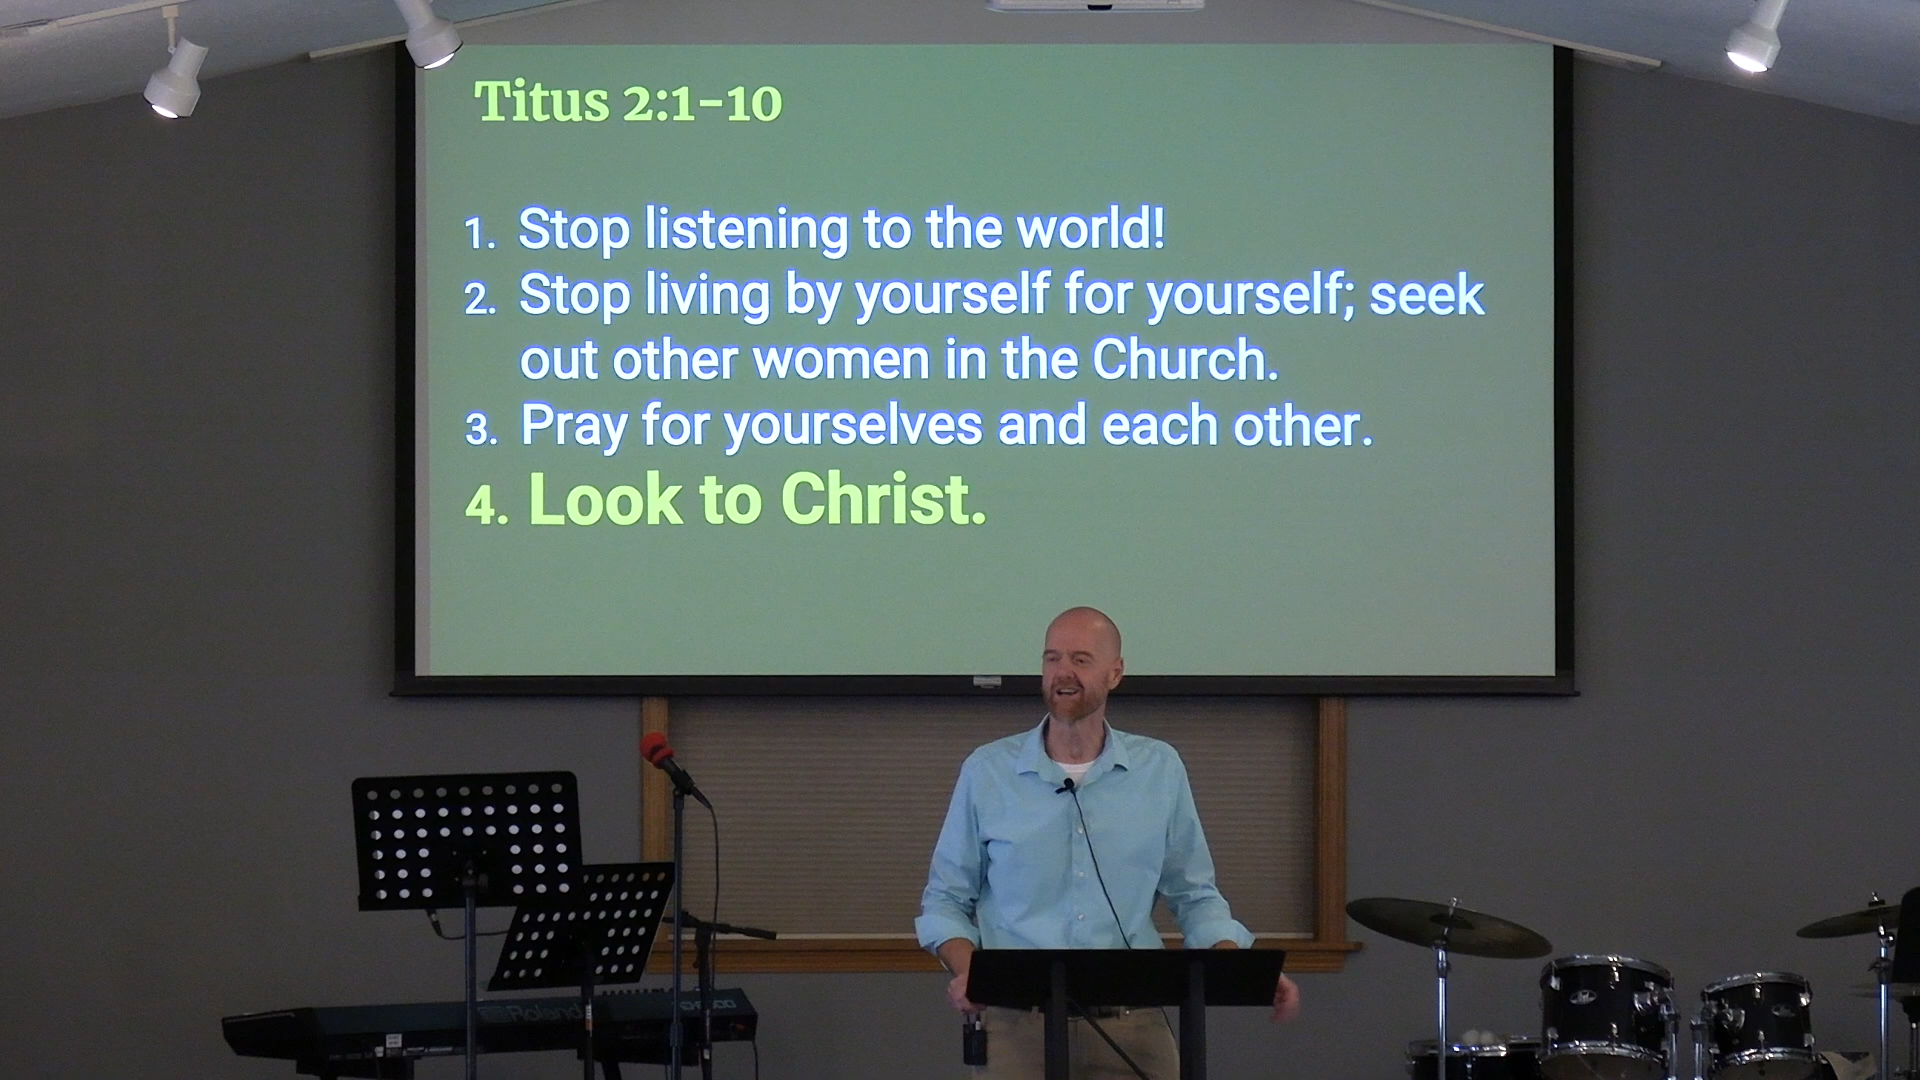 Titus 2:1-10
1. Stop listening to the world!
2. Stop living by yourself for yourself; seek
out other women in the Church.
3. Pray for yourselves and each other.
4. Look to Christ.
Roland